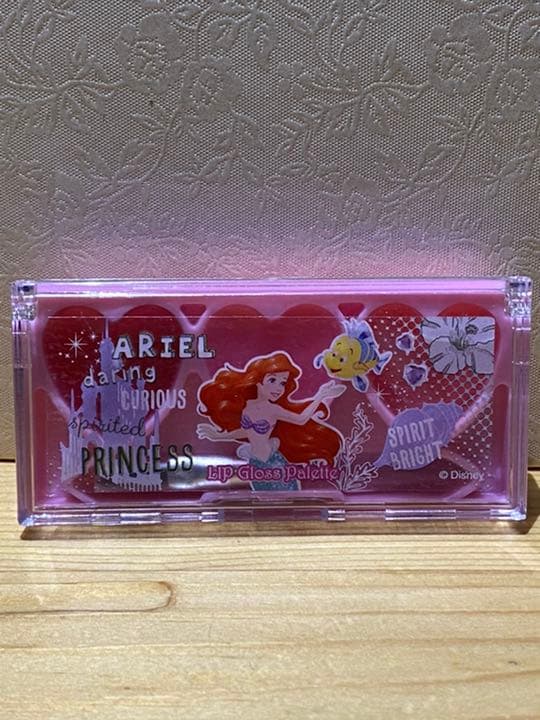 ARIEL
daring
CURIOUS
spirited
PRINCESS
Lip Gloss Palette
SPIRIT
BRIGHT
© Disney